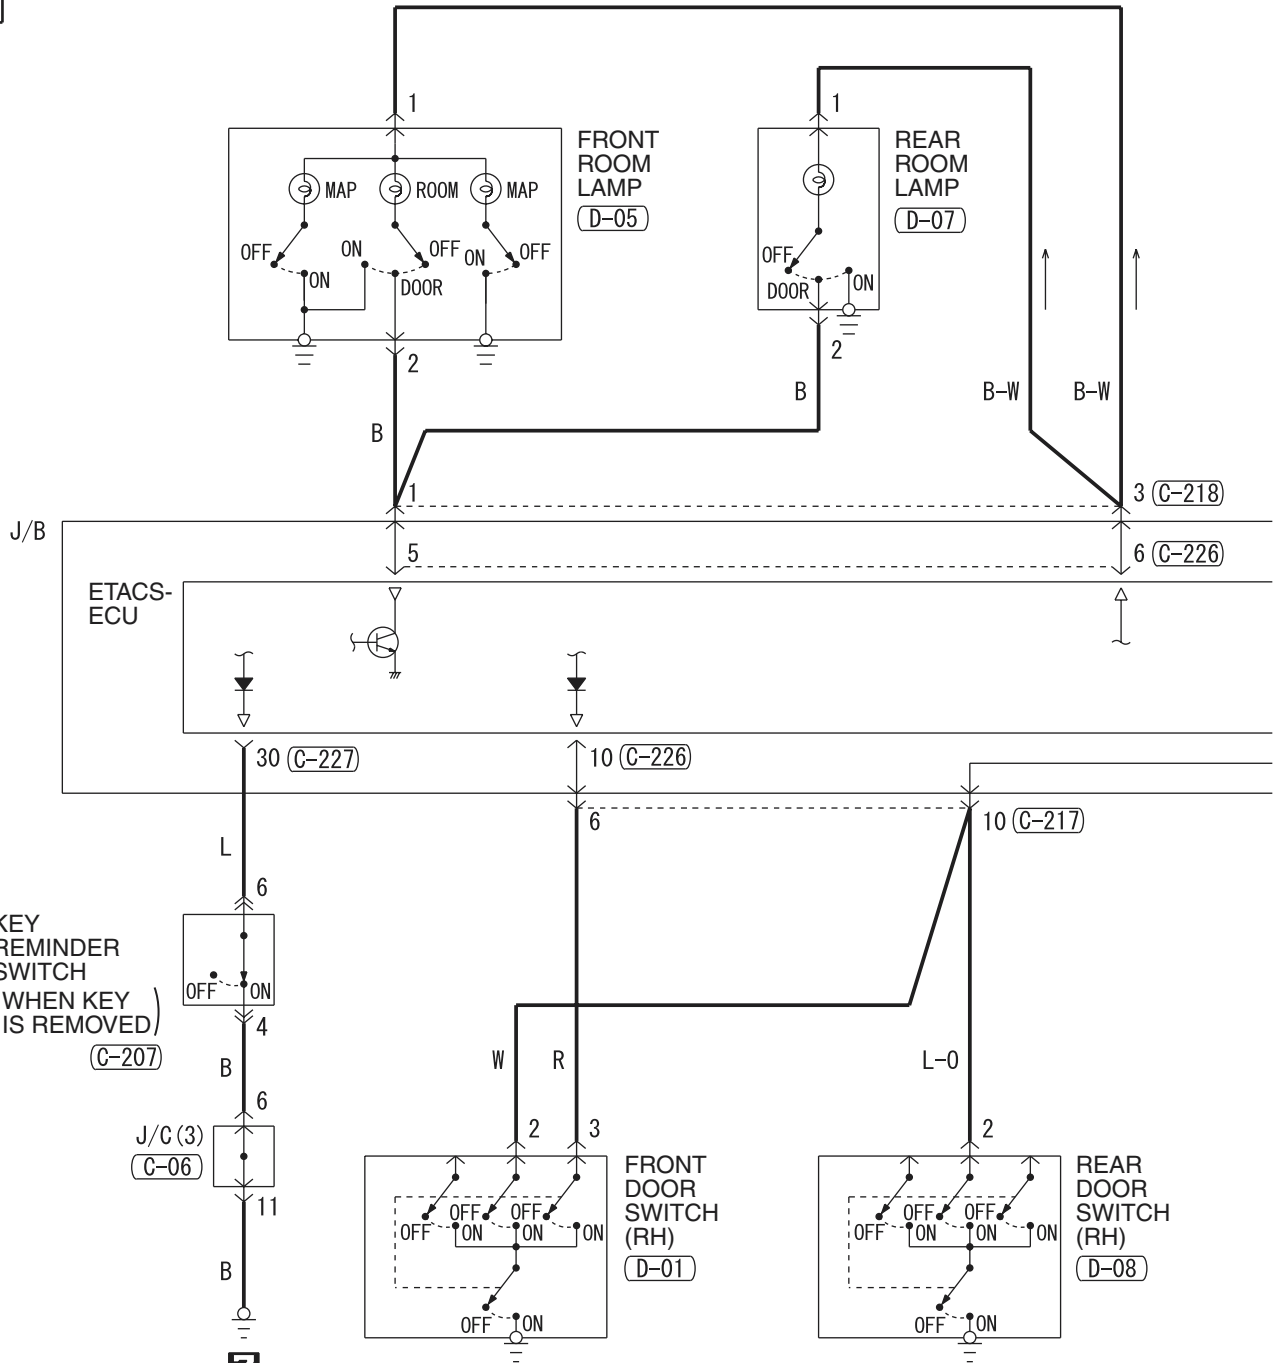 1
1
FRONT
ROOM
LAMP
D-05
REAR
ROOM
LAMP
D-07
MAP
ROOM
MAP
OFF
ON
ON
OFF
DOOR
ON
OFF
OFF
DOOR
ON
2
2
B
B
B-W
B-W
1
3 C-218
J/B
5
6 C-226
ETACS-
ECU
30 C-227
10 C-226
6
10 C-217
L
6
KEY
REMINDER
SWITCH
WHEN KEY
IS REMOVED)
C-207
OFF
ON
4
B
6
J/C(3)
C-06
11
B
W
R
L-O
2
3
2
FRONT
DOOR
SWITCH
(RH)
D-01
OFF
OFF
ON
OFF
ON
ON
OFF
ON
REAR
DOOR
SWITCH
(RH)
D-08
OFF
OFF
ON
OFF
ON
ON
OFF
ON